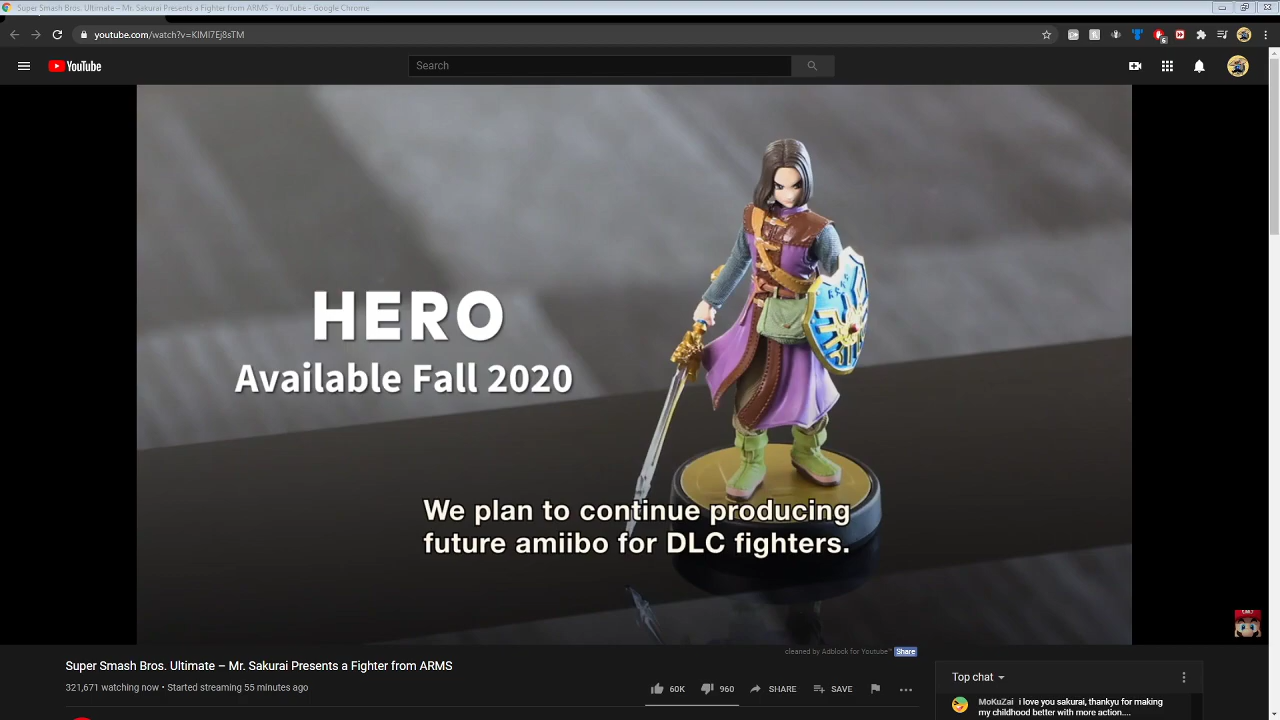 Super Smash Bros. Ultimate – Mr. Sakurai Presents a Fighter from ARMS - YouTube - Google Chrome
youtube.com/watch?v=KIMI7Ej8sTM
6
YouTube
Search
HERO
Available Fall 2020
We plan to continue producing
future amiibo for DLC fighters.
cleaned by Adblock for Youtube™ Share
Super Smash Bros. Ultimate – Mr. Sakurai Presents a Fighter from ARMS
321,671 watching now • Started streaming 55 minutes ago
60K 960 SHARE SAVE
Top chat
MoKuZai i love you sakurai, thankyu for making
my childhood better with more action....